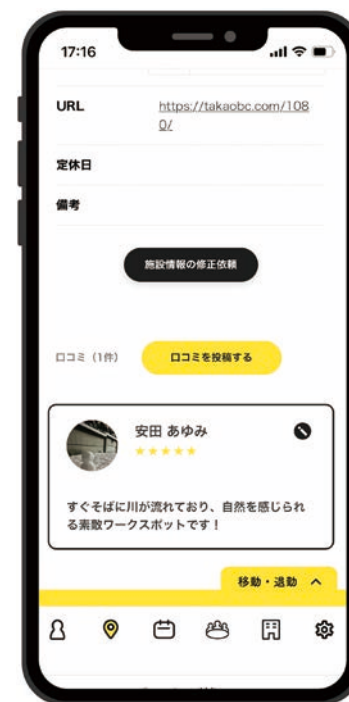 17:16
URL
https://takaobc.com/108
0/
定休日
備考
施設情報の修正依頼
口コミ（1件）
口コミを投稿する
安田 あゆみ
★★★★★
すぐそばに川が流れており、自然を感じられ
る素敵ワークスポットです！
移動・退勤